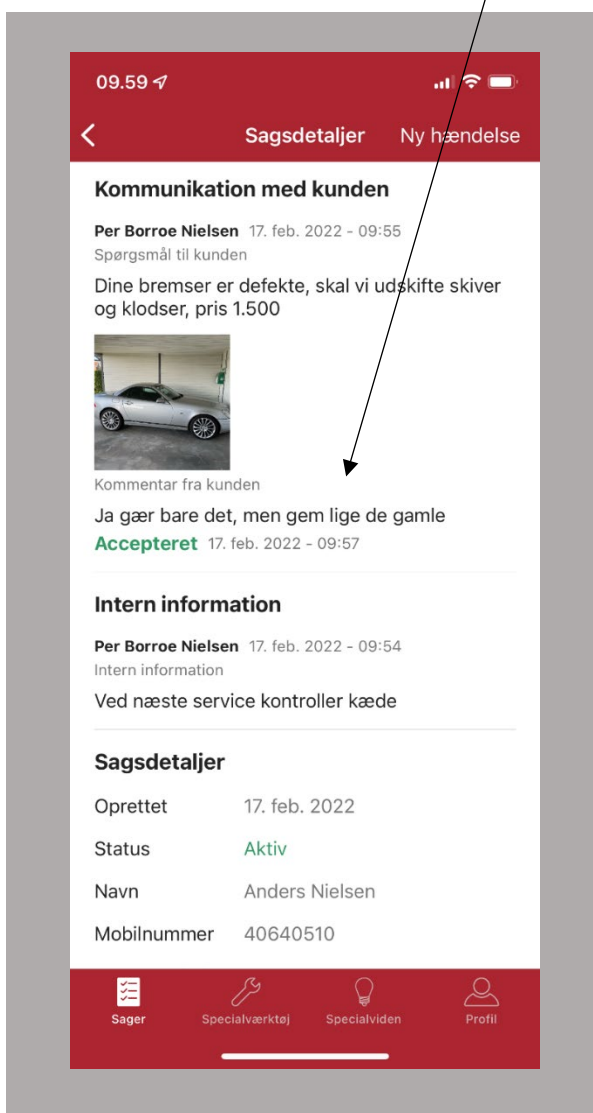 09.59
Sagsdetaljer Ny hændelse
Kommunikation med kunden
Per Borroe Nielsen 17. feb. 2022 - 09:55
Spørgsmål til kunden
Dine bremser er defekte, skal vi udskifte skiver
og klodser, pris 1.500
Kommentar fra kunden
Ja gær bare det, men gem lige de gamle
Accepteret 17. feb. 2022 - 09:57
Intern information
Per Borroe Nielsen 17. feb. 2022 - 09:54
Intern information
Ved næste service kontroller kæde
Sagsdetaljer
Oprettet 17. feb. 2022
Status Aktiv
Navn Anders Nielsen
Mobilnummer 40640510
Sager Specialværktøj Specialviden Profil